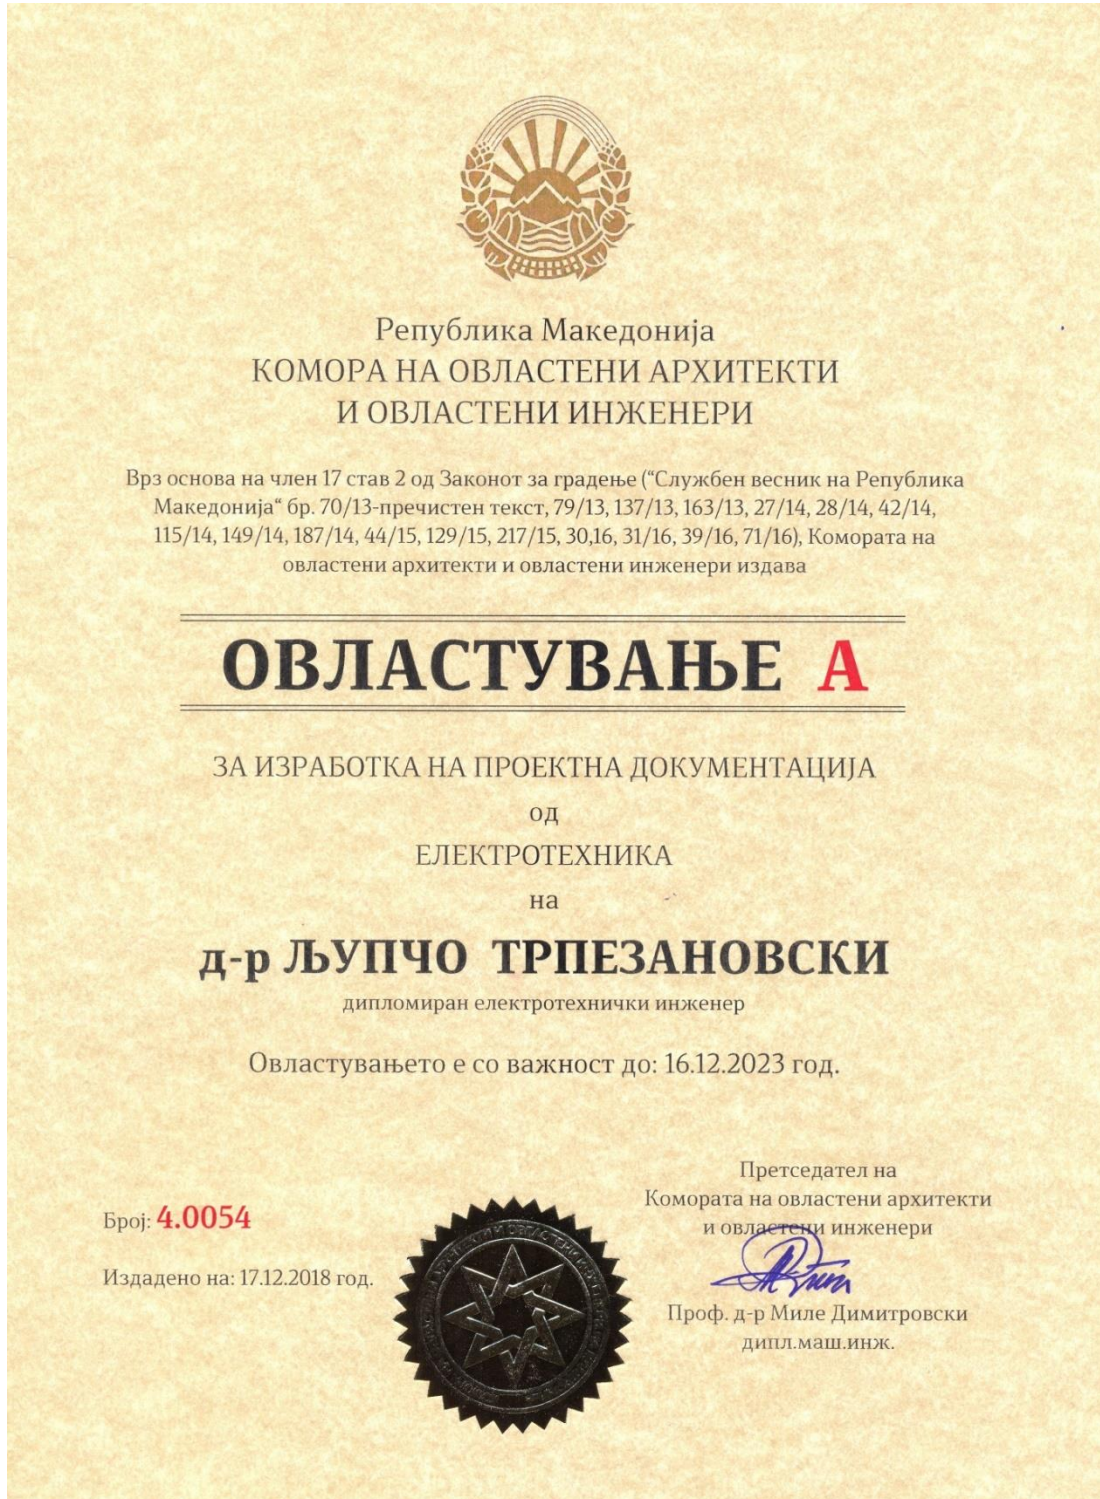 Република Македонија
КОМОРА НА ОВЛАСТЕНИ АРХИТЕКТИ
И ОВЛАСТЕНИ ИНЖЕНЕРИ
Врз основа на член 17 став 2 од Законот за градење (“Службен весник на Република
Македонија“ бр. 70/13-пречистен текст, 79/13, 137/13, 163/13, 27/14, 28/14, 42/14,
115/14, 149/14, 187/14, 44/15, 129/15, 217/15, 30,16, 31/16, 39/16, 71/16), Комората на
овластени архитекти и овластени инженери издава
ОВЛАСТУВАЊЕ А
ЗА ИЗРАБОТКА НА ПРОЕКТНА ДОКУМЕНТАЦИЈА
од
ЕЛЕКТРОТЕХНИКА
на
д-р ЉУПЧО ТРПЕЗАНОВСКИ
дипломиран електротехнички инженер
Овластувањето е со важност до: 16.12.2023 год.
Број: 4.0054
Издадено на: 17.12.2018 год.
Претседател на
Комората на овластени архитекти
и овластени инженери
Проф. д-р Миле Димитровски
дипл.маш.инж.